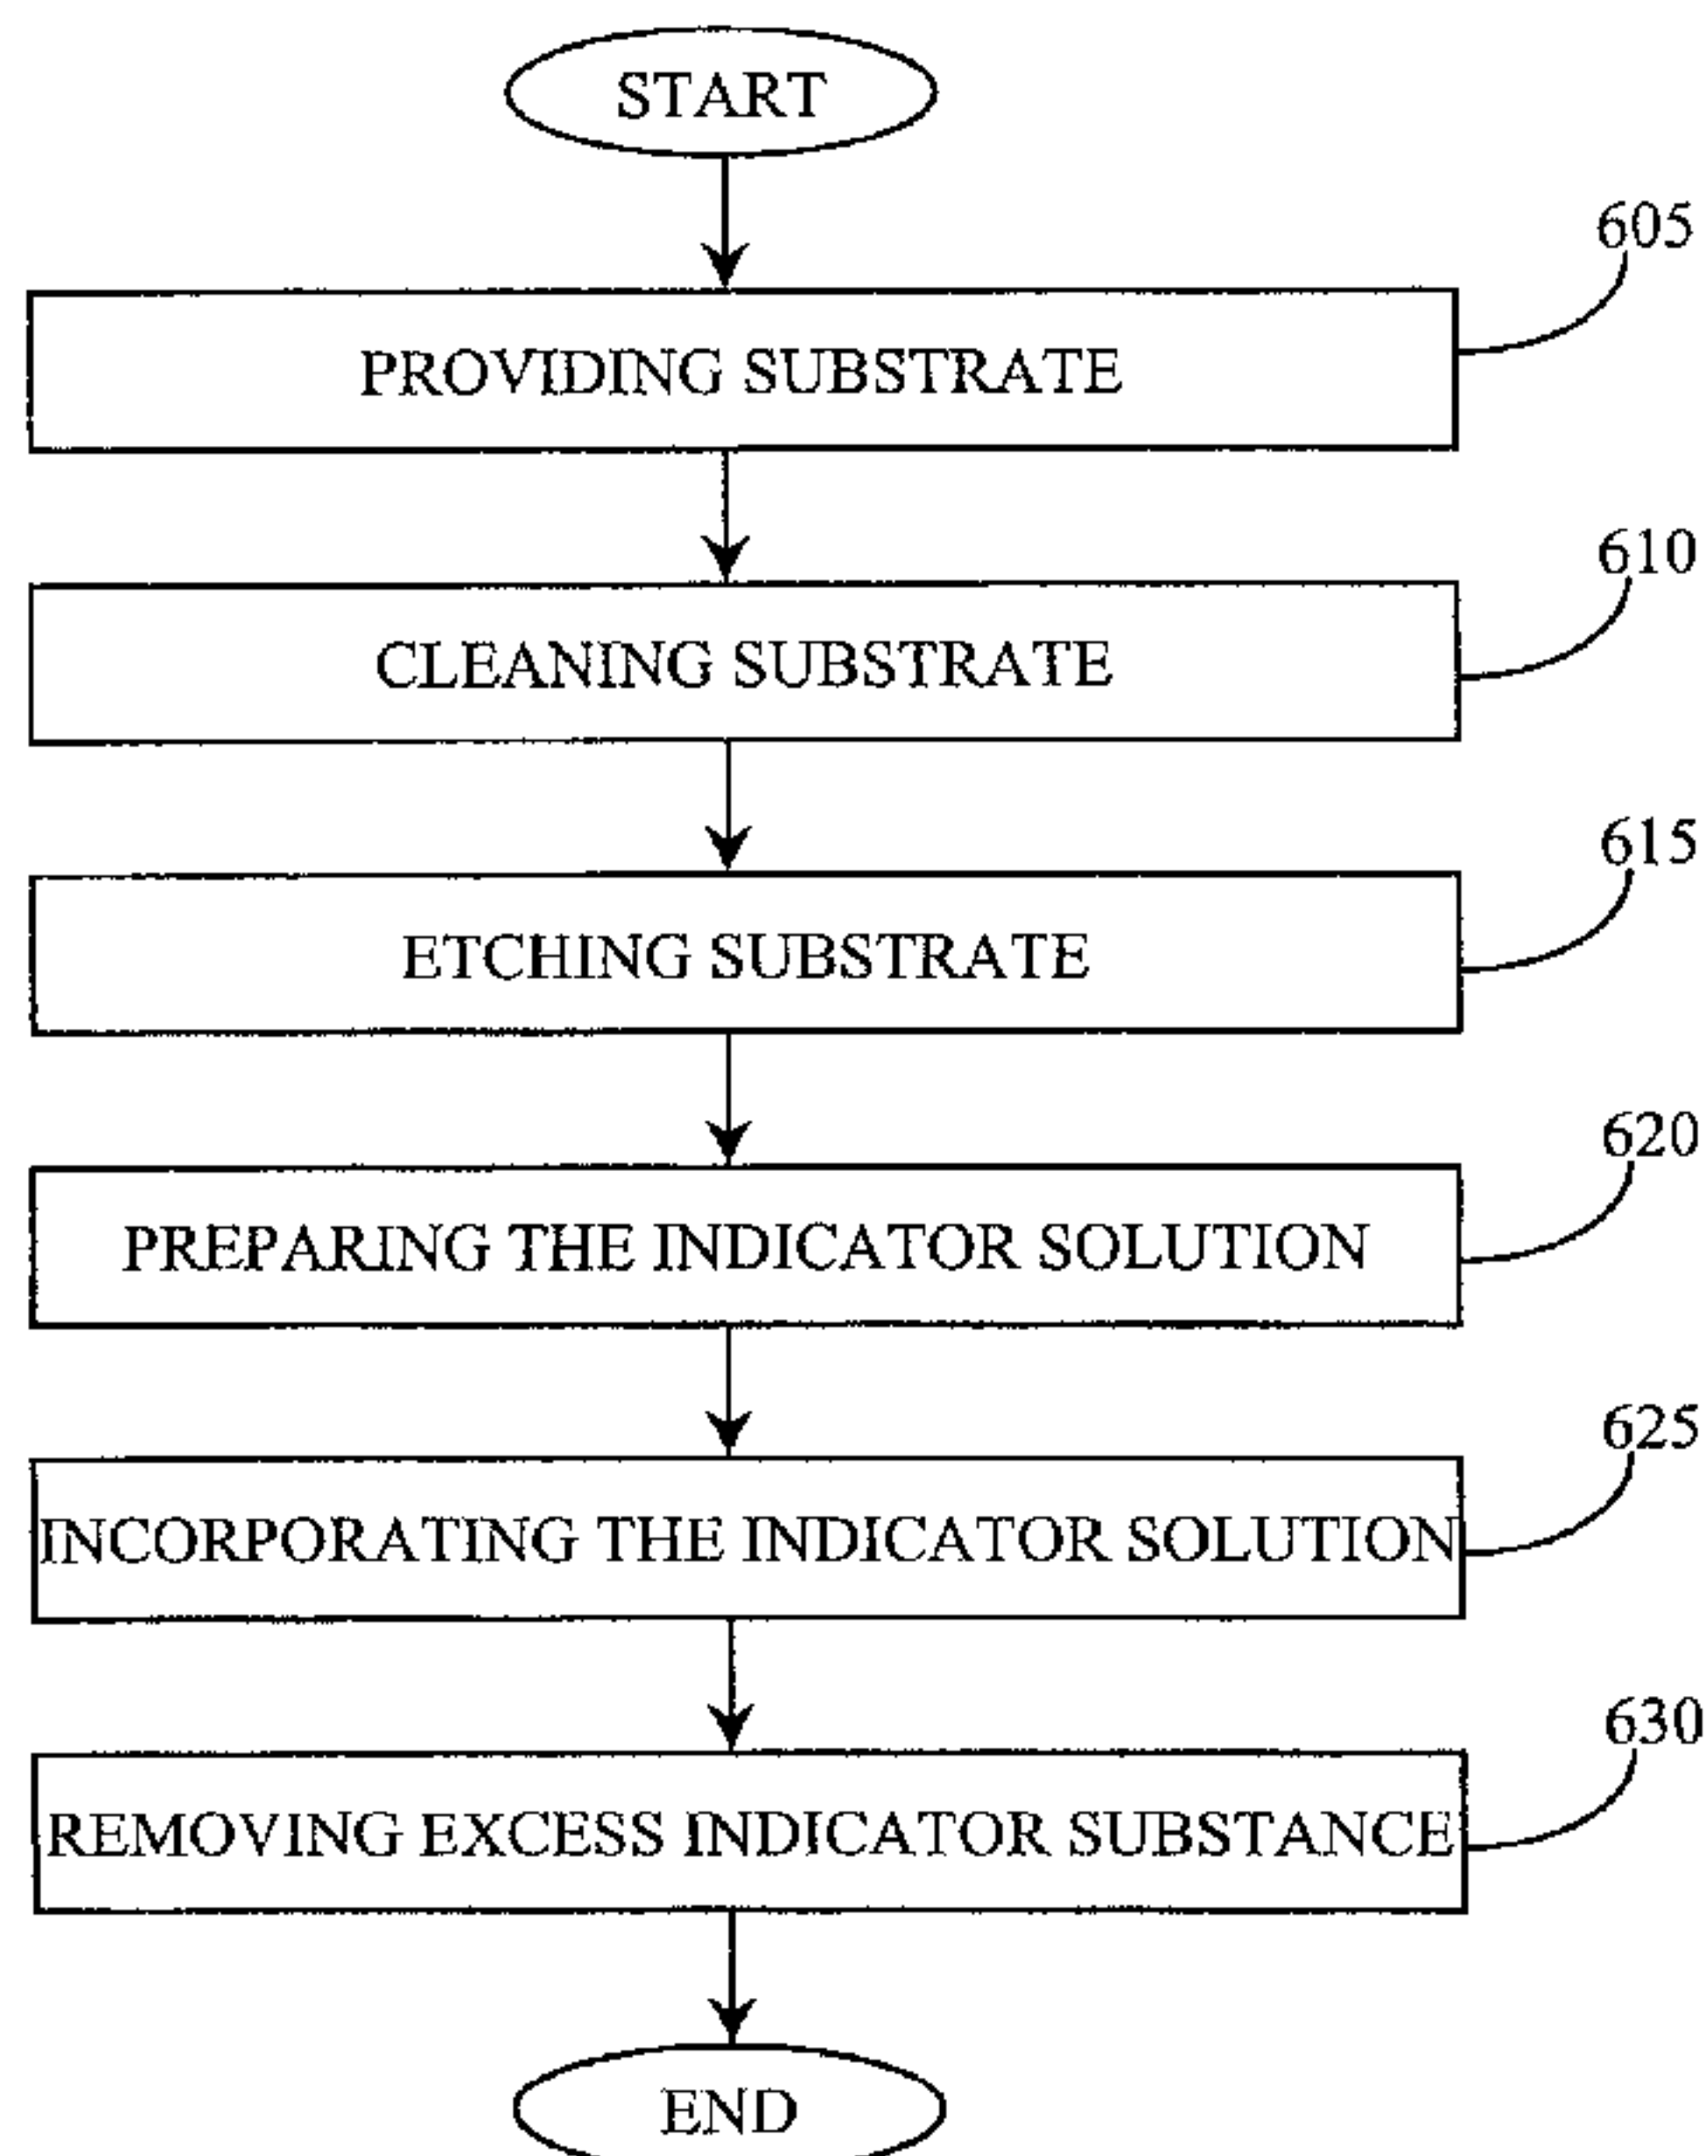 START
605
PROVIDING SUBSTRATE
610
CLEANING SUBSTRATE
615
ETCHING SUBSTRATE
620
PREPARING THE INDICATOR SOLUTION
625
INCORPORATING THE INDICATOR SOLUTION
630
REMOVING EXCESS INDICATOR SUBSTANCE
END